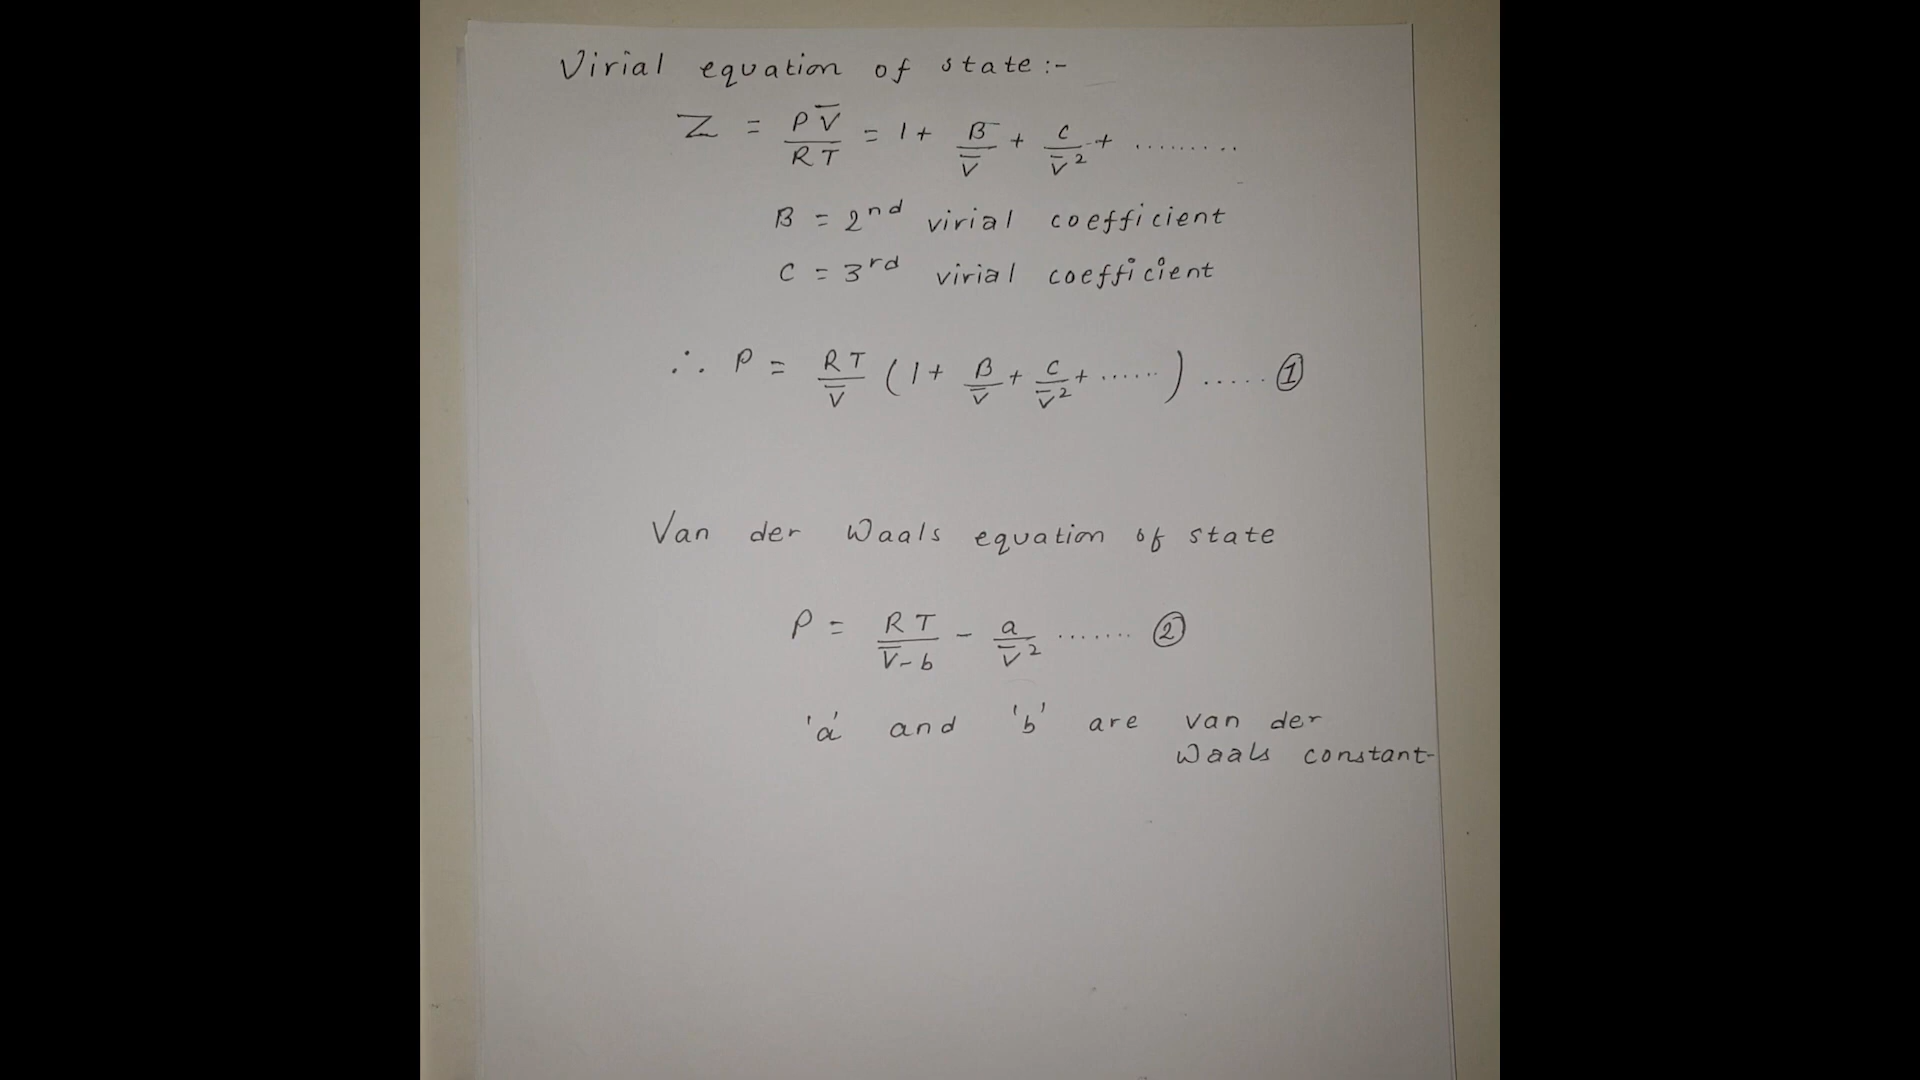 Virial equation of state :-
Z = PV̅/RT = 1 + B/V̅ + C/V̅² + .........
B = 2nd virial coefficient
C = 3rd virial coefficient
∴ P = RT/V̅ (1 + B/V̅ + C/V̅² + ......) ..... ①
Van der Waals equation of state
P = RT/V̅-b - a/V̅² ....... ②
'a' and 'b' are van der
Waals constant